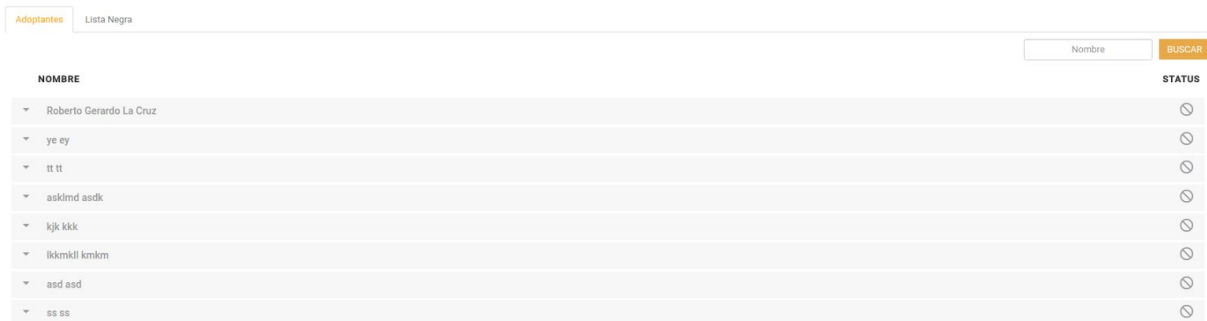 Adoptantes Lista Negra
Nombre BUSCAR
NOMBRE STATUS
Roberto Gerardo La Cruz
ye ey
tt tt
asklmd asdk
kjk kkk
lkkmkll kmkm
asd asd
ss ss